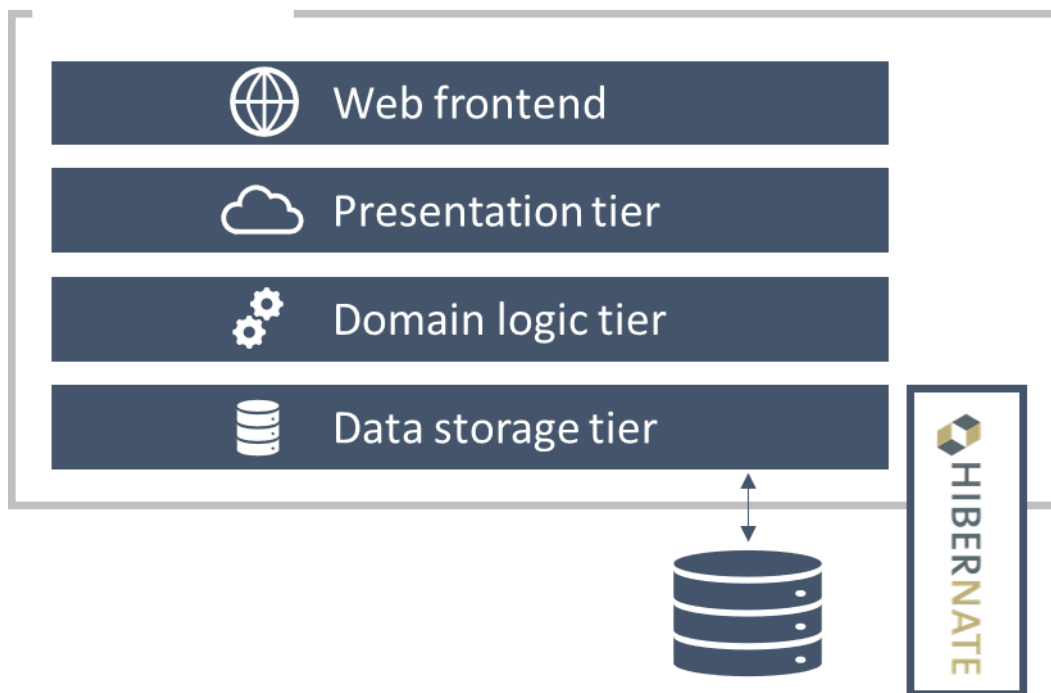 Web frontend
Presentation tier
Domain logic tier
Data storage tier
HIBERNATE